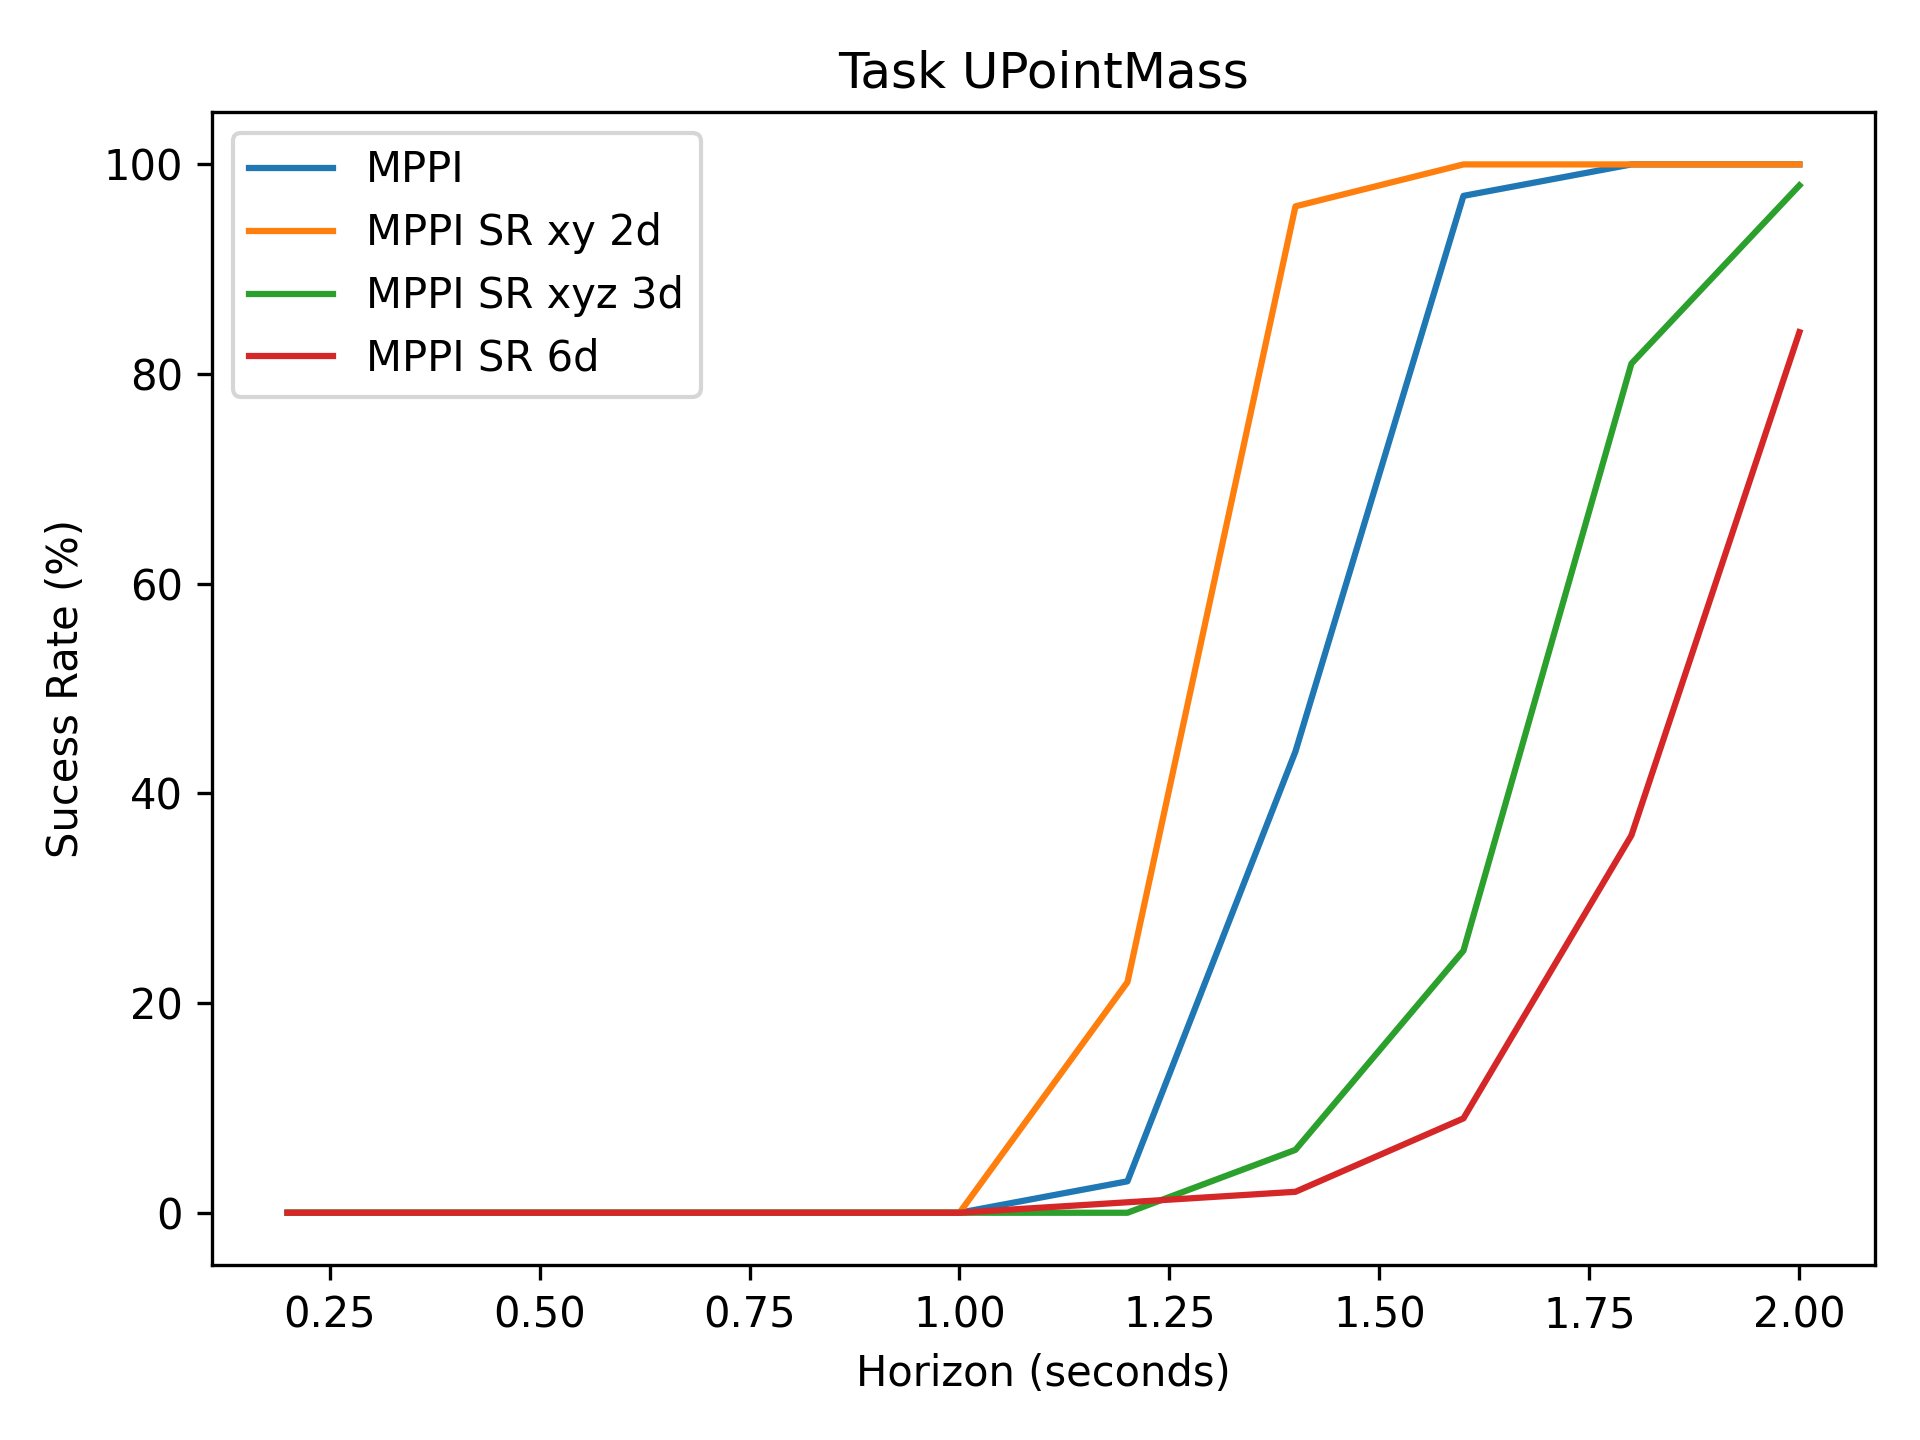 Task UPointMass
MPPI
MPPI SR xy 2d
MPPI SR xyz 3d
MPPI SR 6d
Sucess Rate (%)
100
80
60
40
20
0
0.25 0.50 0.75 1.00 1.25 1.50 1.75 2.00
Horizon (seconds)